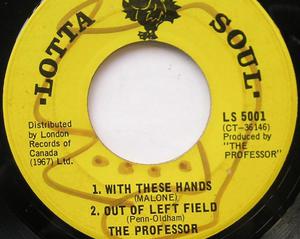 -LOTTA SOUL-
Distributed
by London
Records of
Canada
(1967) Ltd.
LS 5001
(CT-36146)
Produced by
"THE
PROFESSOR"
1. WITH THESE HANDS
(MALONE)
2. OUT OF LEFT FIELD
(Penn-Oldham)
THE PROFESSOR